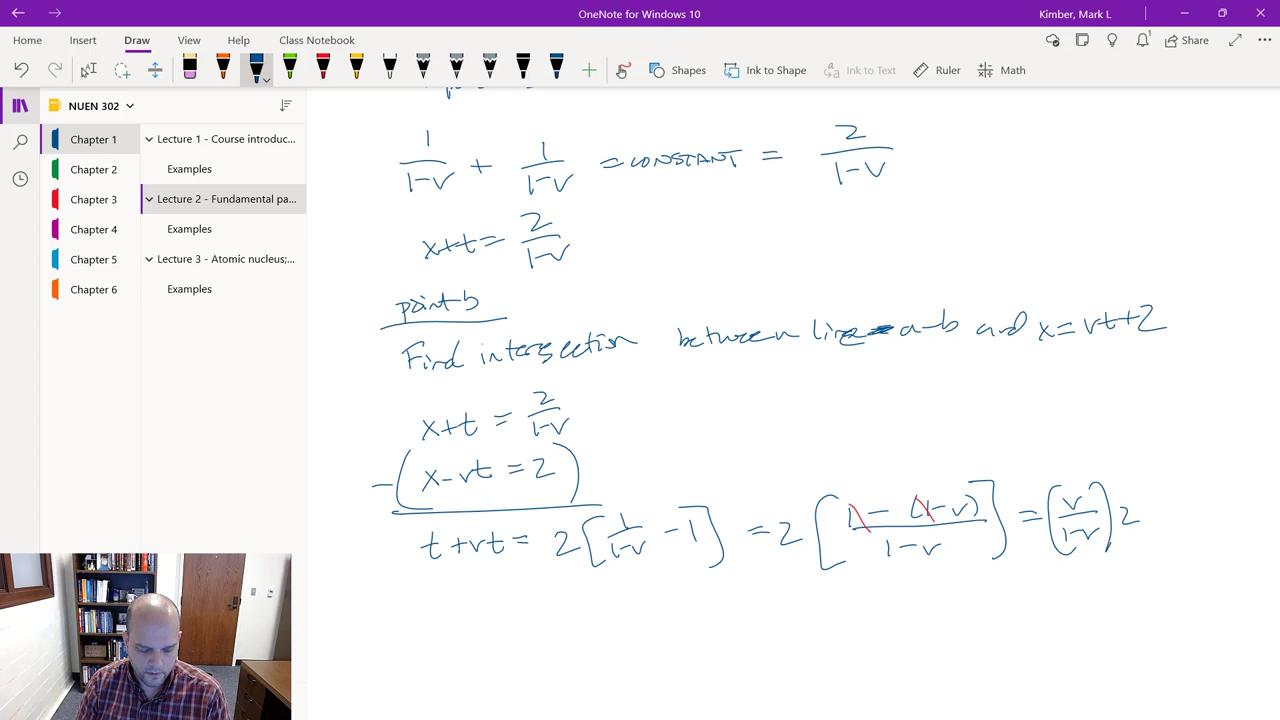 OneNote for Windows 10
Kimber, Mark L
Home Insert Draw View Help Class Notebook
Share
Shapes Ink to Shape Ink to Text Ruler Math
NUEN 302
Chapter 1
Chapter 2
Chapter 3
Chapter 4
Chapter 5
Chapter 6
Lecture 1 - Course introduc...
Examples
Lecture 2 - Fundamental pa...
Examples
Lecture 3 - Atomic nucleus;...
Examples
1/(1-v) + 1/(1-v) = CONSTANT = 2/(1-v)
x+t = 2/(1-v)
point b
Find intersection between line a-b and x = vt+2
x+t = 2/(1-v)
-(x-vt = 2)
t+vt = 2[1/(1-v) -1] = 2[(1-(1-v))/(1-v)] = (v/(1-v))2